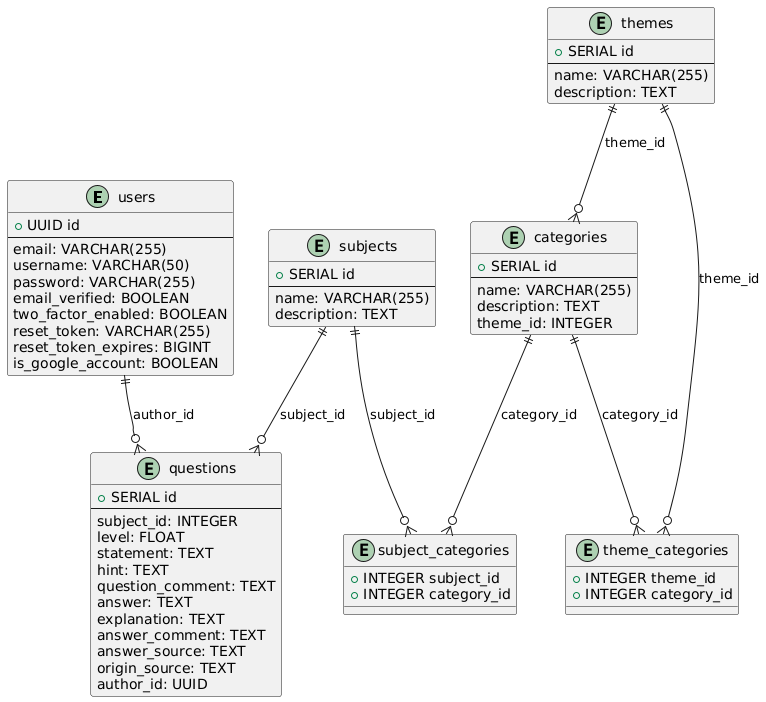 E themes
SERIAL id
name: VARCHAR(255)
description: TEXT
theme_id
E users
UUID id
email: VARCHAR(255)
username: VARCHAR(50)
password: VARCHAR(255)
email_verified: BOOLEAN
two_factor_enabled: BOOLEAN
reset_token: VARCHAR(255)
reset_token_expires: BIGINT
is_google_account: BOOLEAN
E subjects
SERIAL id
name: VARCHAR(255)
description: TEXT
E categories
SERIAL id
name: VARCHAR(255)
description: TEXT
theme_id: INTEGER
theme_id
author_id
subject_id
subject_id
category_id
category_id
E questions
SERIAL id
subject_id: INTEGER
level: FLOAT
statement: TEXT
hint: TEXT
question_comment: TEXT
answer: TEXT
explanation: TEXT
answer_comment: TEXT
answer_source: TEXT
origin_source: TEXT
author_id: UUID
E subject_categories
INTEGER subject_id
INTEGER category_id
E theme_categories
INTEGER theme_id
INTEGER category_id